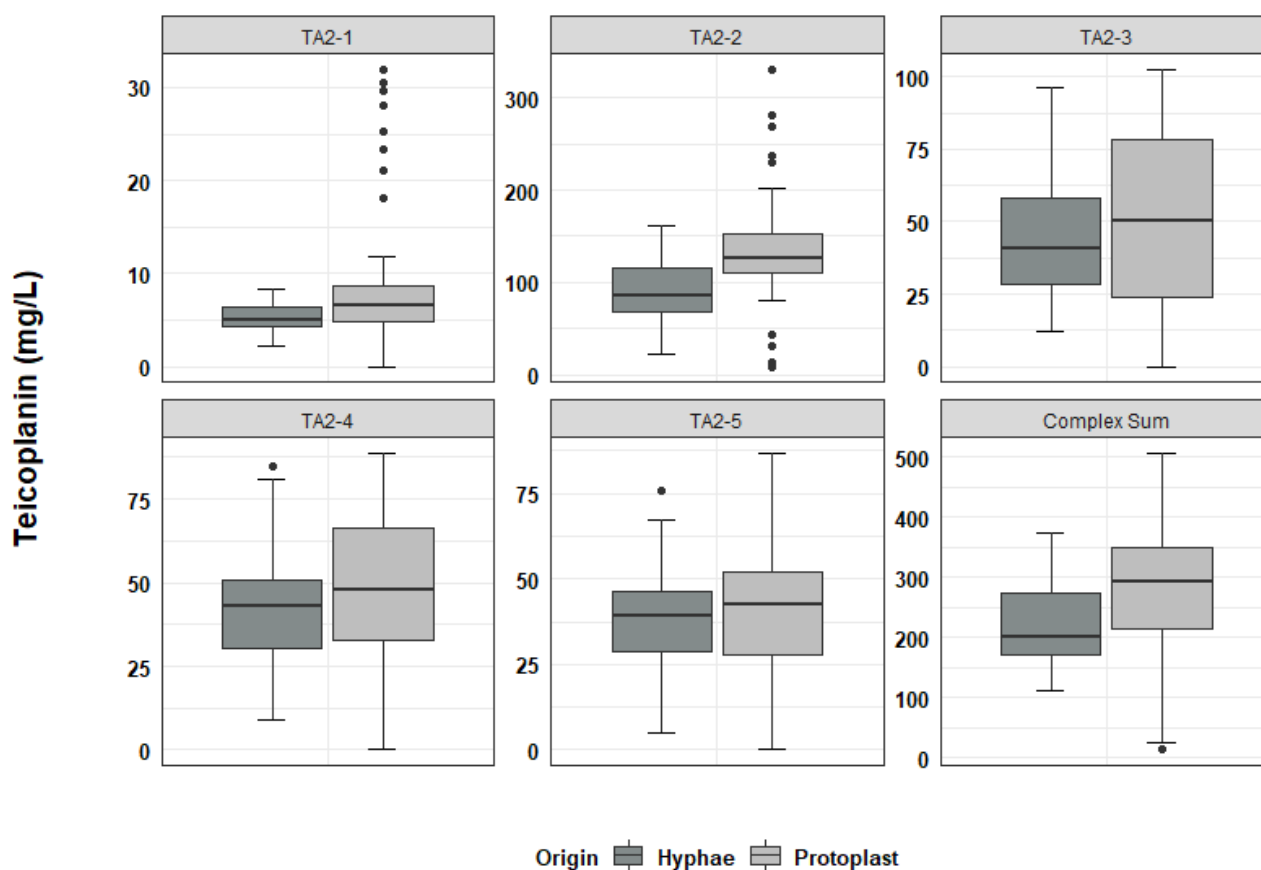 TA2-1 TA2-2 TA2-3
30 300 100
20 200 75
10 100 50
0 0 25
0
Teicoplanin (mg/L)
TA2-4 TA2-5 Complex Sum
75 75 500
50 50 400
25 25 300
0 0 200
100
0
Origin Hyphae Protoplast